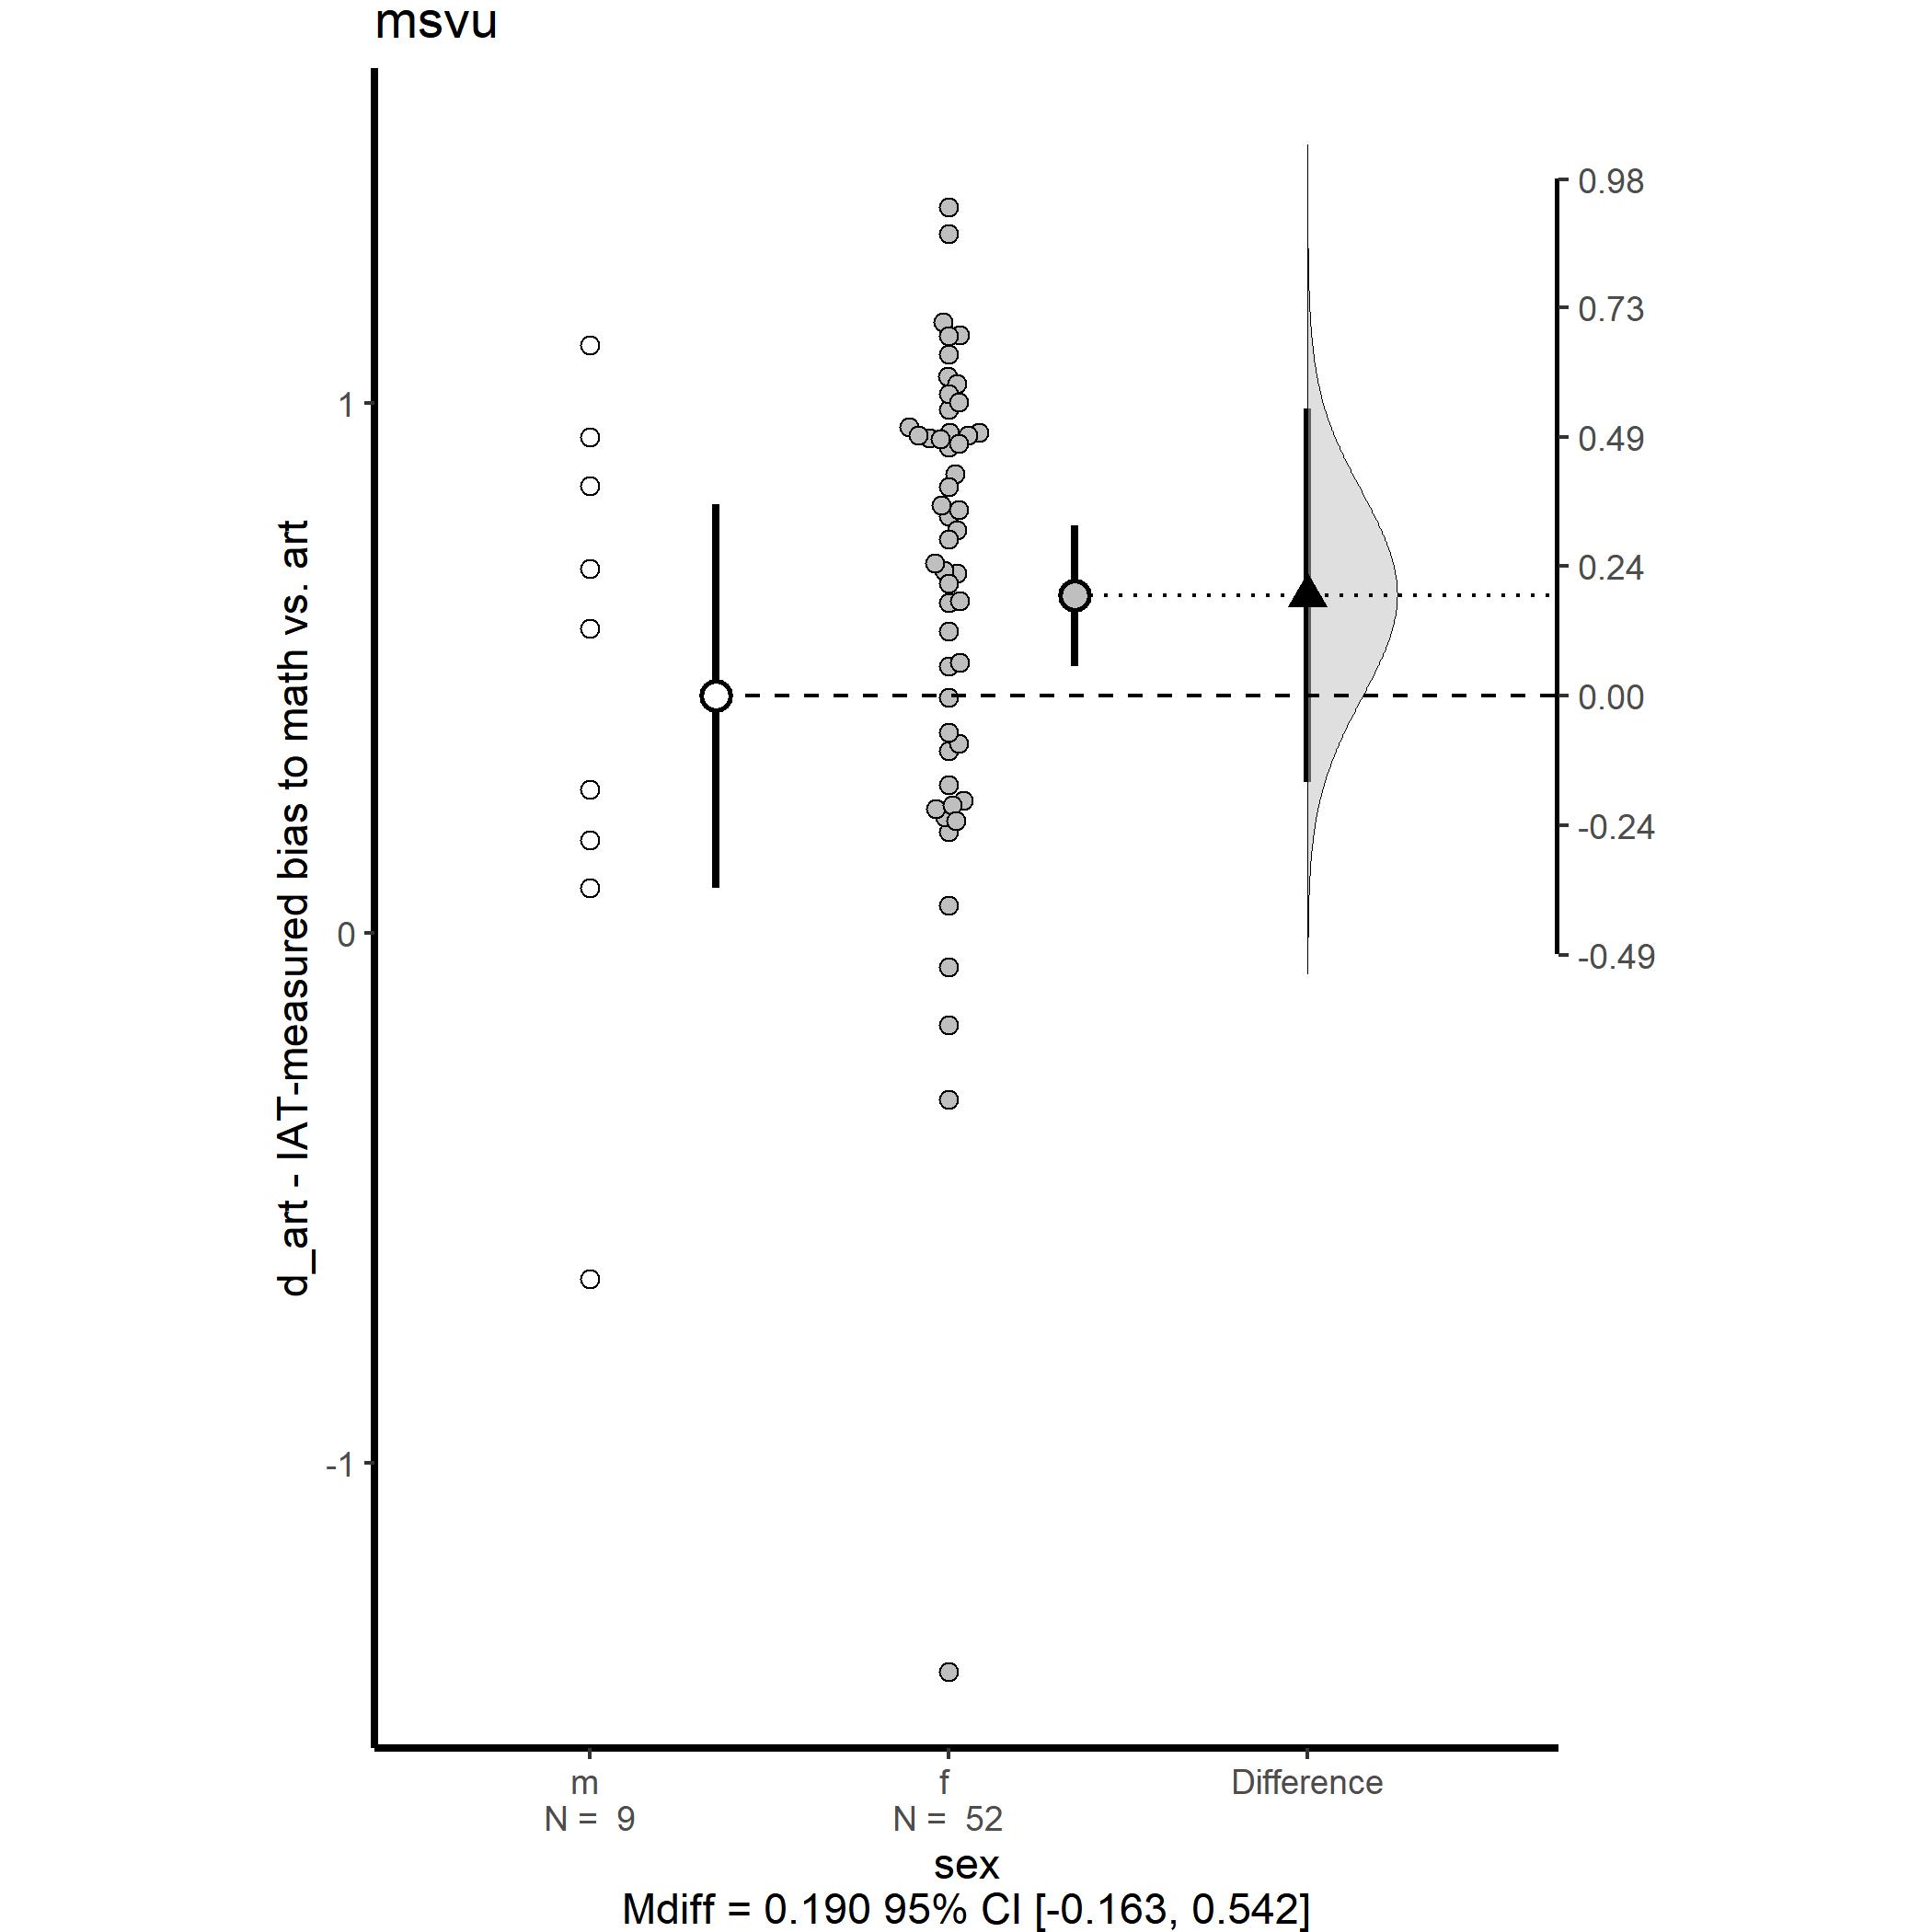 msvu
d_art - IAT-measured bias to math vs. art
1
0
-1
0.98
0.73
0.49
0.24
0.00
-0.24
-0.49
m
N =  9
f
N =  52
Difference
sex
Mdiff = 0.190 95% CI [-0.163, 0.542]